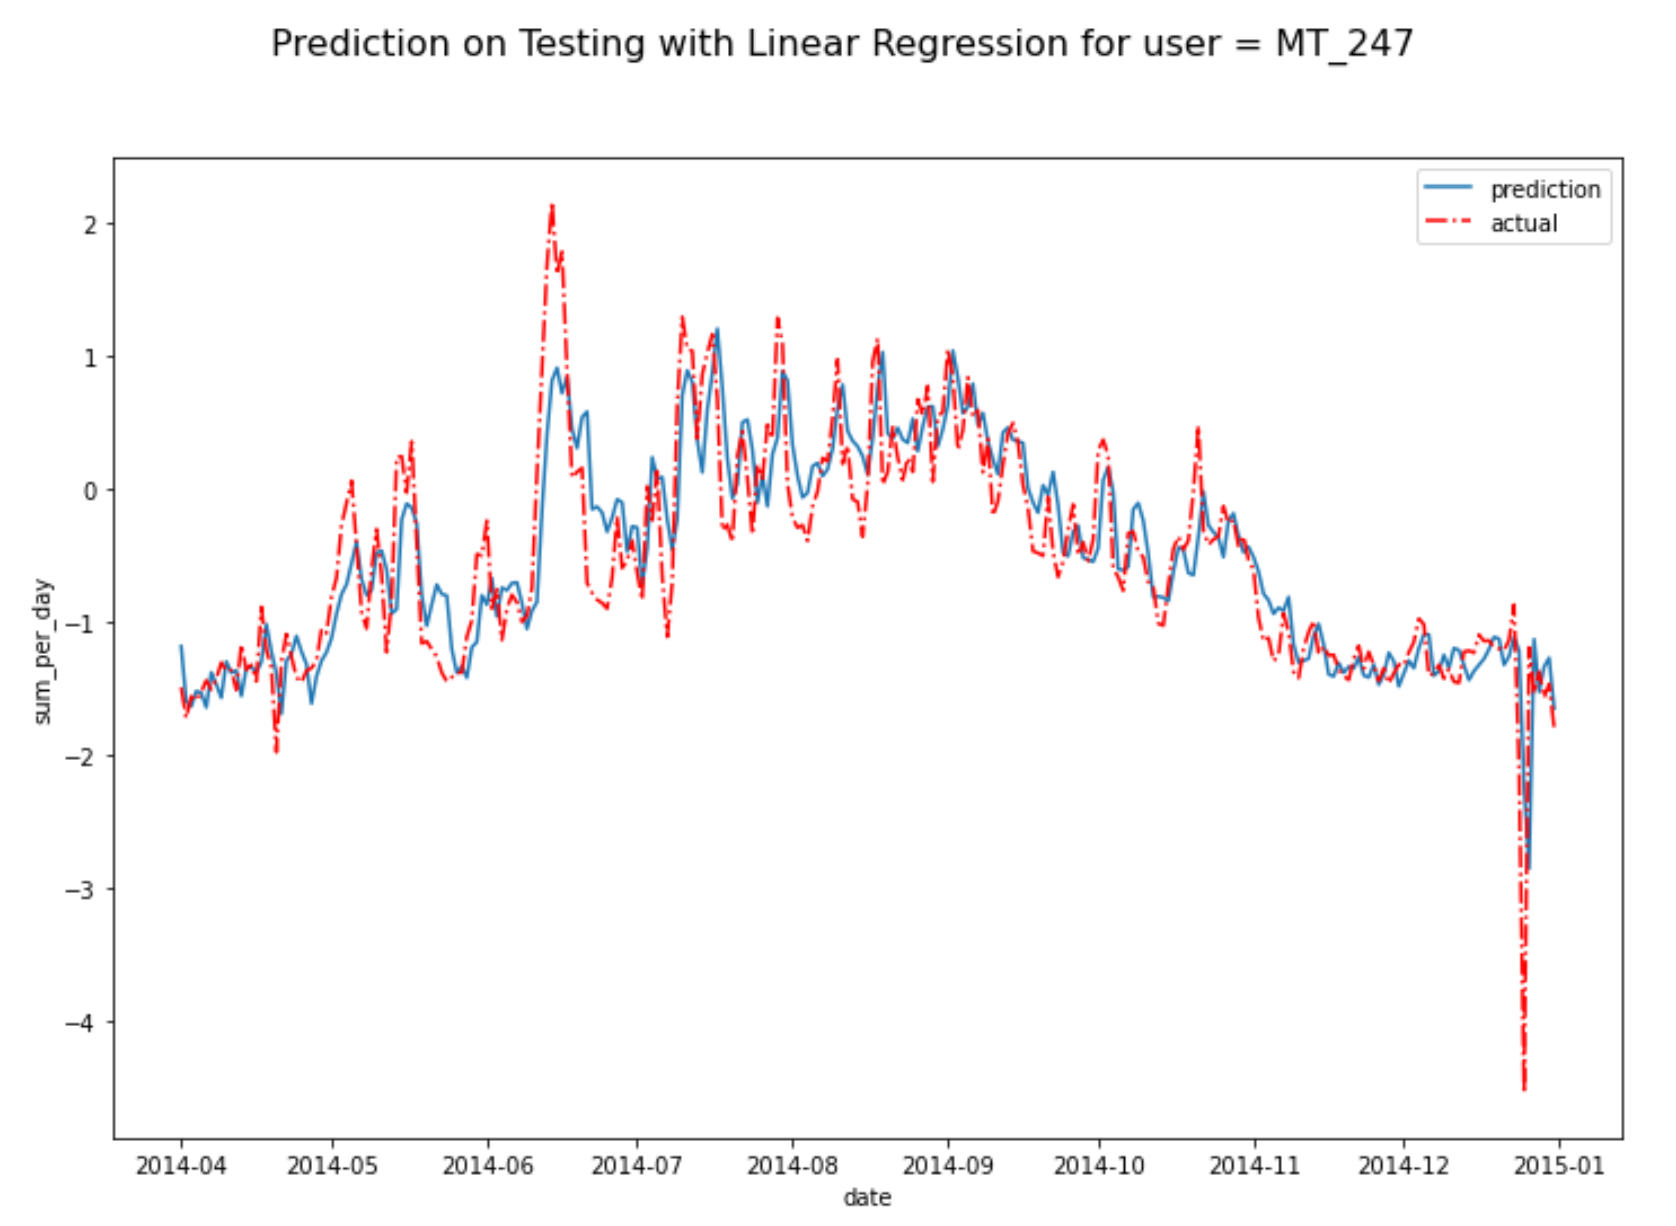 Prediction on Testing with Linear Regression for user = MT_247
prediction
actual
2
1
0
−1
−2
−3
−4
sum_per_day
2014-04 2014-05 2014-06 2014-07 2014-08 2014-09 2014-10 2014-11 2014-12 2015-01
date